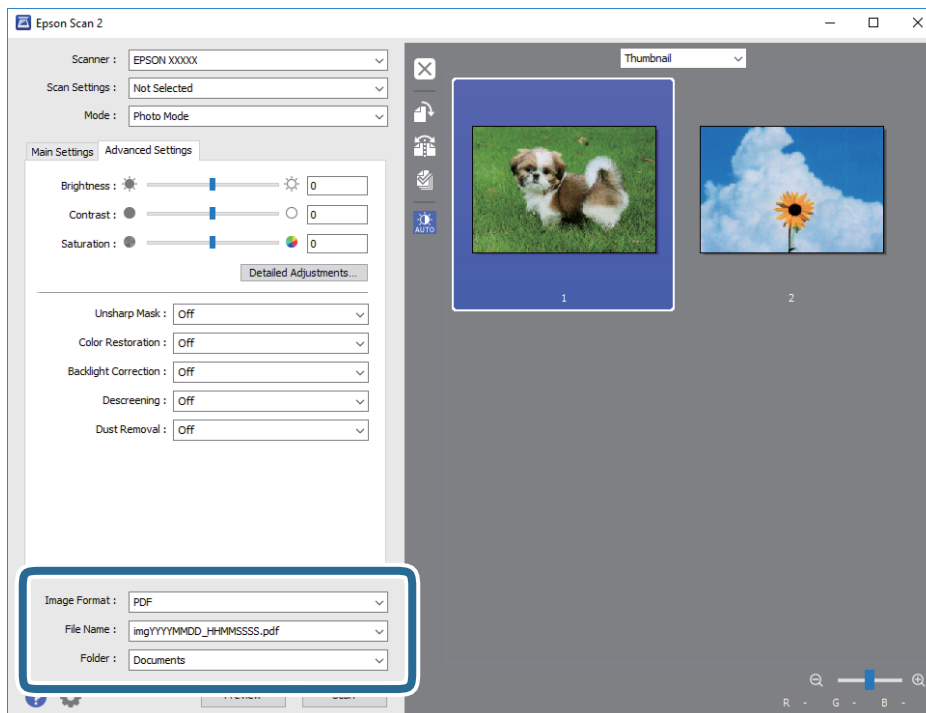 Epson Scan 2
Scanner : EPSON XXXXX
Scan Settings : Not Selected
Mode : Photo Mode
Main Settings Advanced Settings
Brightness : 0
Contrast : 0
Saturation : 0
Detailed Adjustments...
Unsharp Mask : Off
Color Restoration : Off
Backlight Correction : Off
Descreening : Off
Dust Removal : Off
Image Format : PDF
File Name : imgYYYYMMDD_HHMMSSSS.pdf
Folder : Documents
?
Thumbnail
AUTO
1 2
R - G - B -